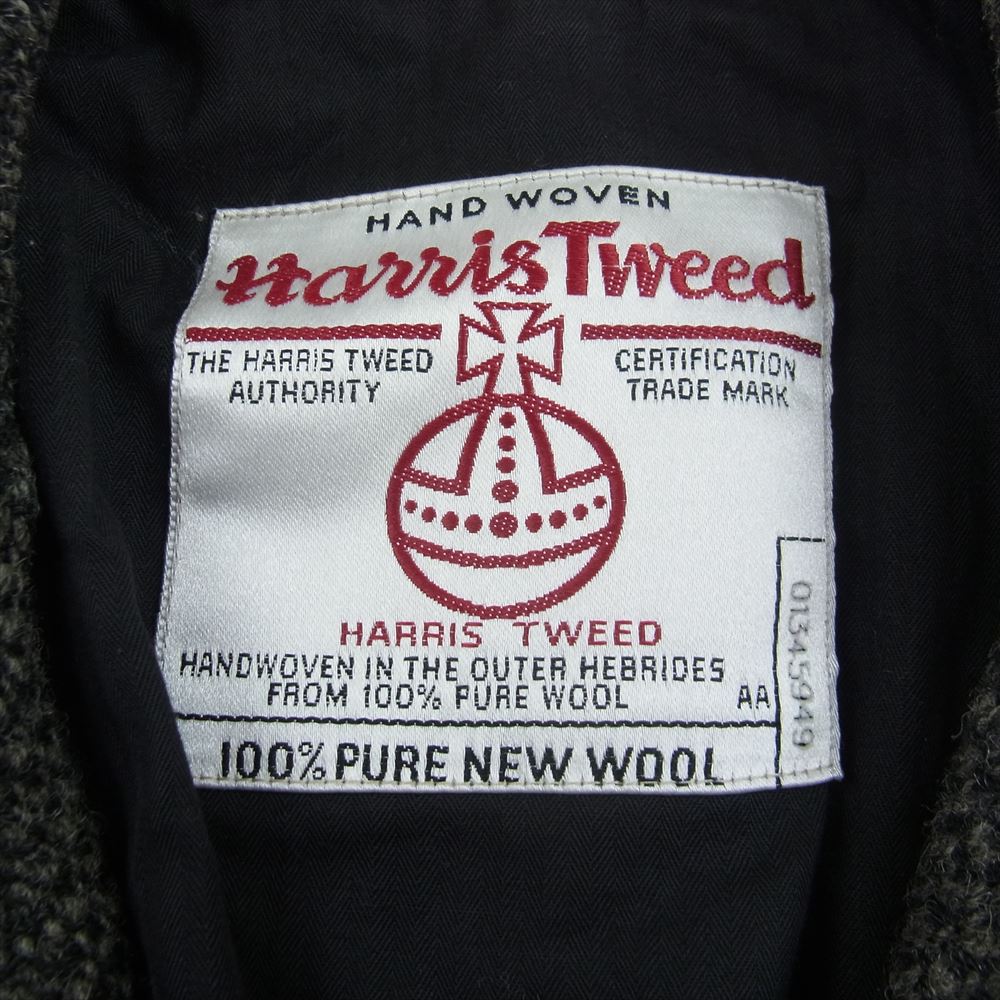 HAND WOVEN
Harris Tweed
THE HARRIS TWEED
AUTHORITY
CERTIFICATION
TRADE MARK
HARRIS TWEED
HANDWOVEN IN THE OUTER HEBRIDES
FROM 100% PURE WOOL
AA
013459949
100% PURE NEW WOOL